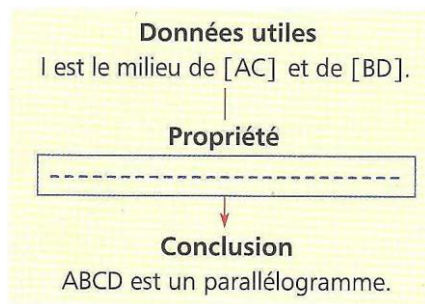 Données utiles
I est le milieu de [AC] et de [BD].
Propriété
Conclusion
ABCD est un parallélogramme.